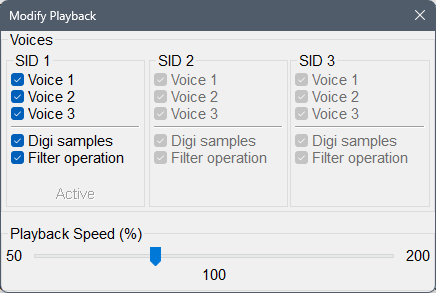 Modify Playback
Voices
SID 1
Voice 1
Voice 2
Voice 3
Digi samples
Filter operation
Active
SID 2
Voice 1
Voice 2
Voice 3
Digi samples
Filter operation
SID 3
Voice 1
Voice 2
Voice 3
Digi samples
Filter operation
Playback Speed (%)
50 200
100